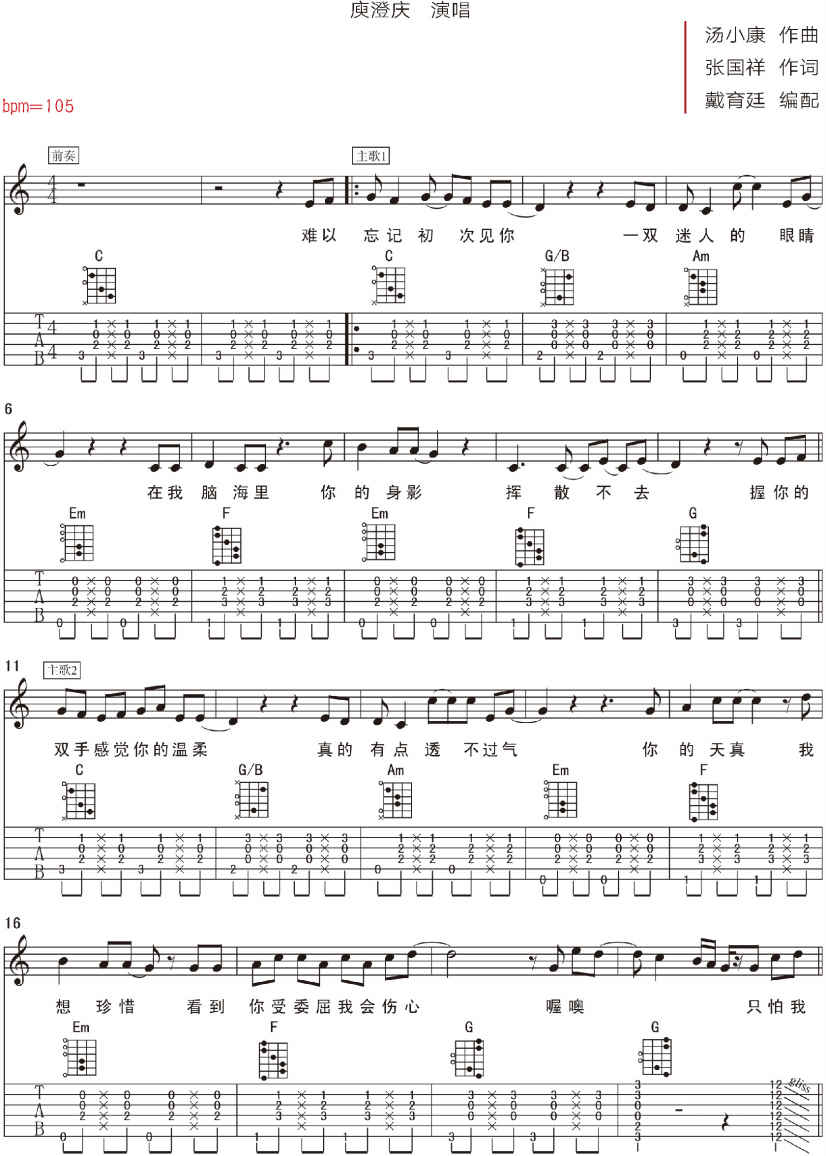 庾澄庆 演唱
汤小康 作曲
张国祥 作词
戴育廷 编配
bpm=105
前奏 主歌1
难以 忘记 初 次见你 一双 迷人 的 眼睛
C C G/B Am
6
在我 脑 海里 你 的 身影 挥 散 不 去 握你的
Em F Em F G
11 主歌2
双手感觉你的温柔 真的 有点 透 不过气 你 的 天真 我
C G/B Am Em F
16
想 珍惜 看到 你受委屈我会伤心 喔噢 只怕我
Em F G G
gliss